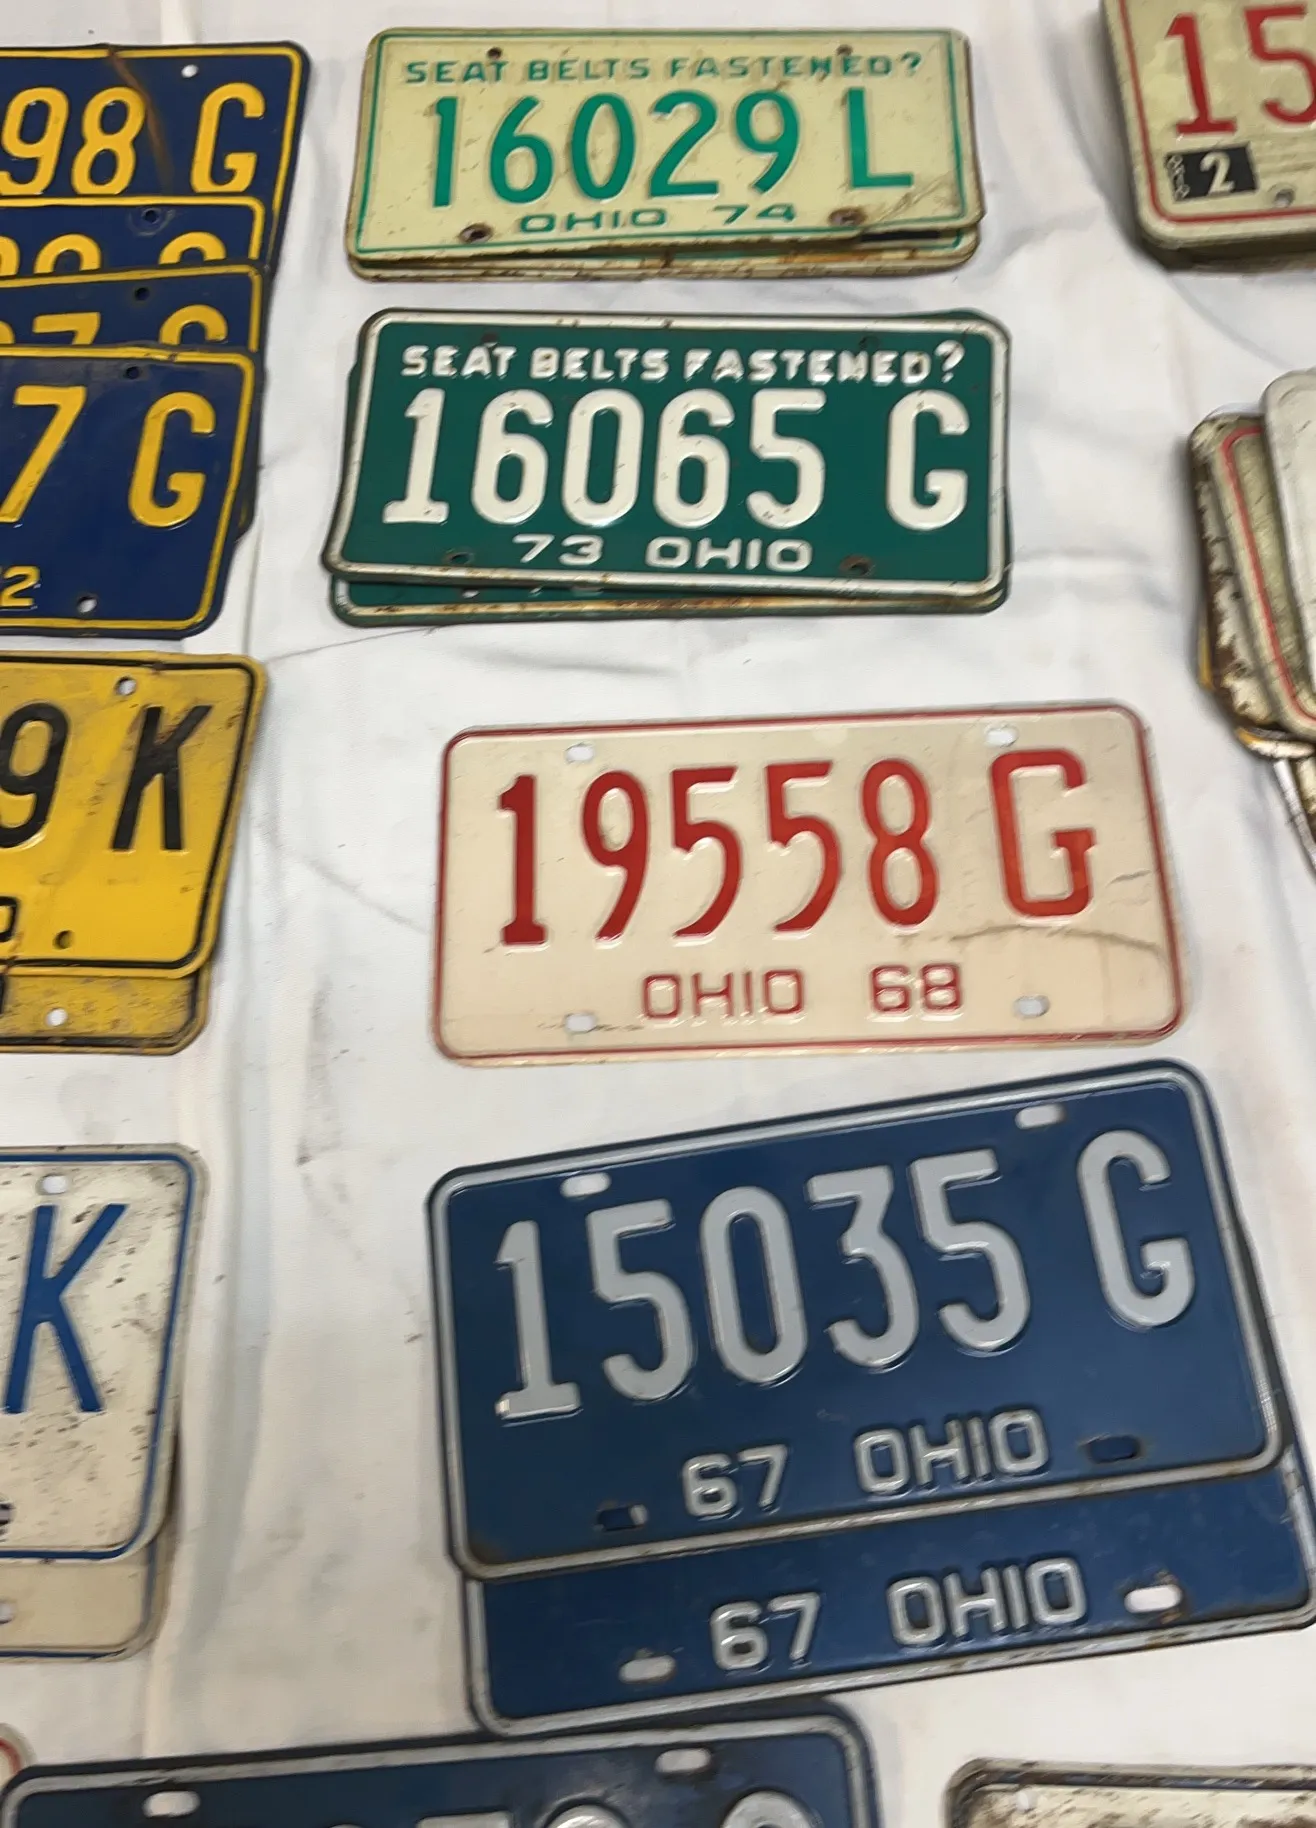 98 G
7 G
9 K
K
SEAT BELTS FASTENED?
16029 L
OHIO 74
SEAT BELTS FASTENED?
16065 G
73 OHIO
19558 G
OHIO 68
15035 G
67 OHIO
67 OHIO
15
2